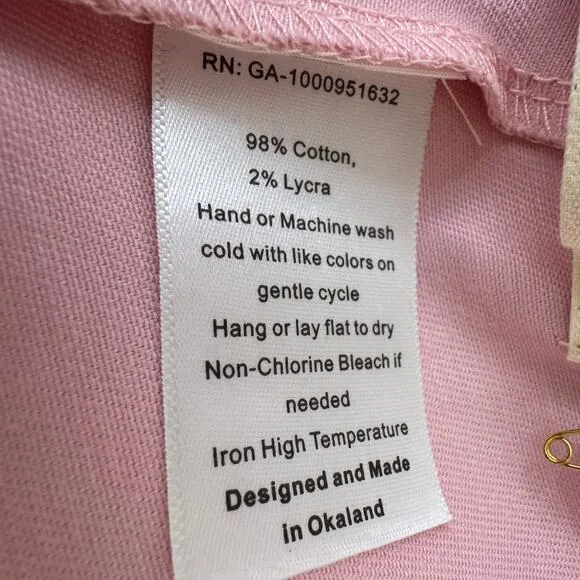 RN: GA-1000951632
98% Cotton,
2% Lycra
Hand or Machine wash
cold with like colors on
gentle cycle
Hang or lay flat to dry
Non-Chlorine Bleach if
needed
Iron High Temperature
Designed and Made
in Okaland